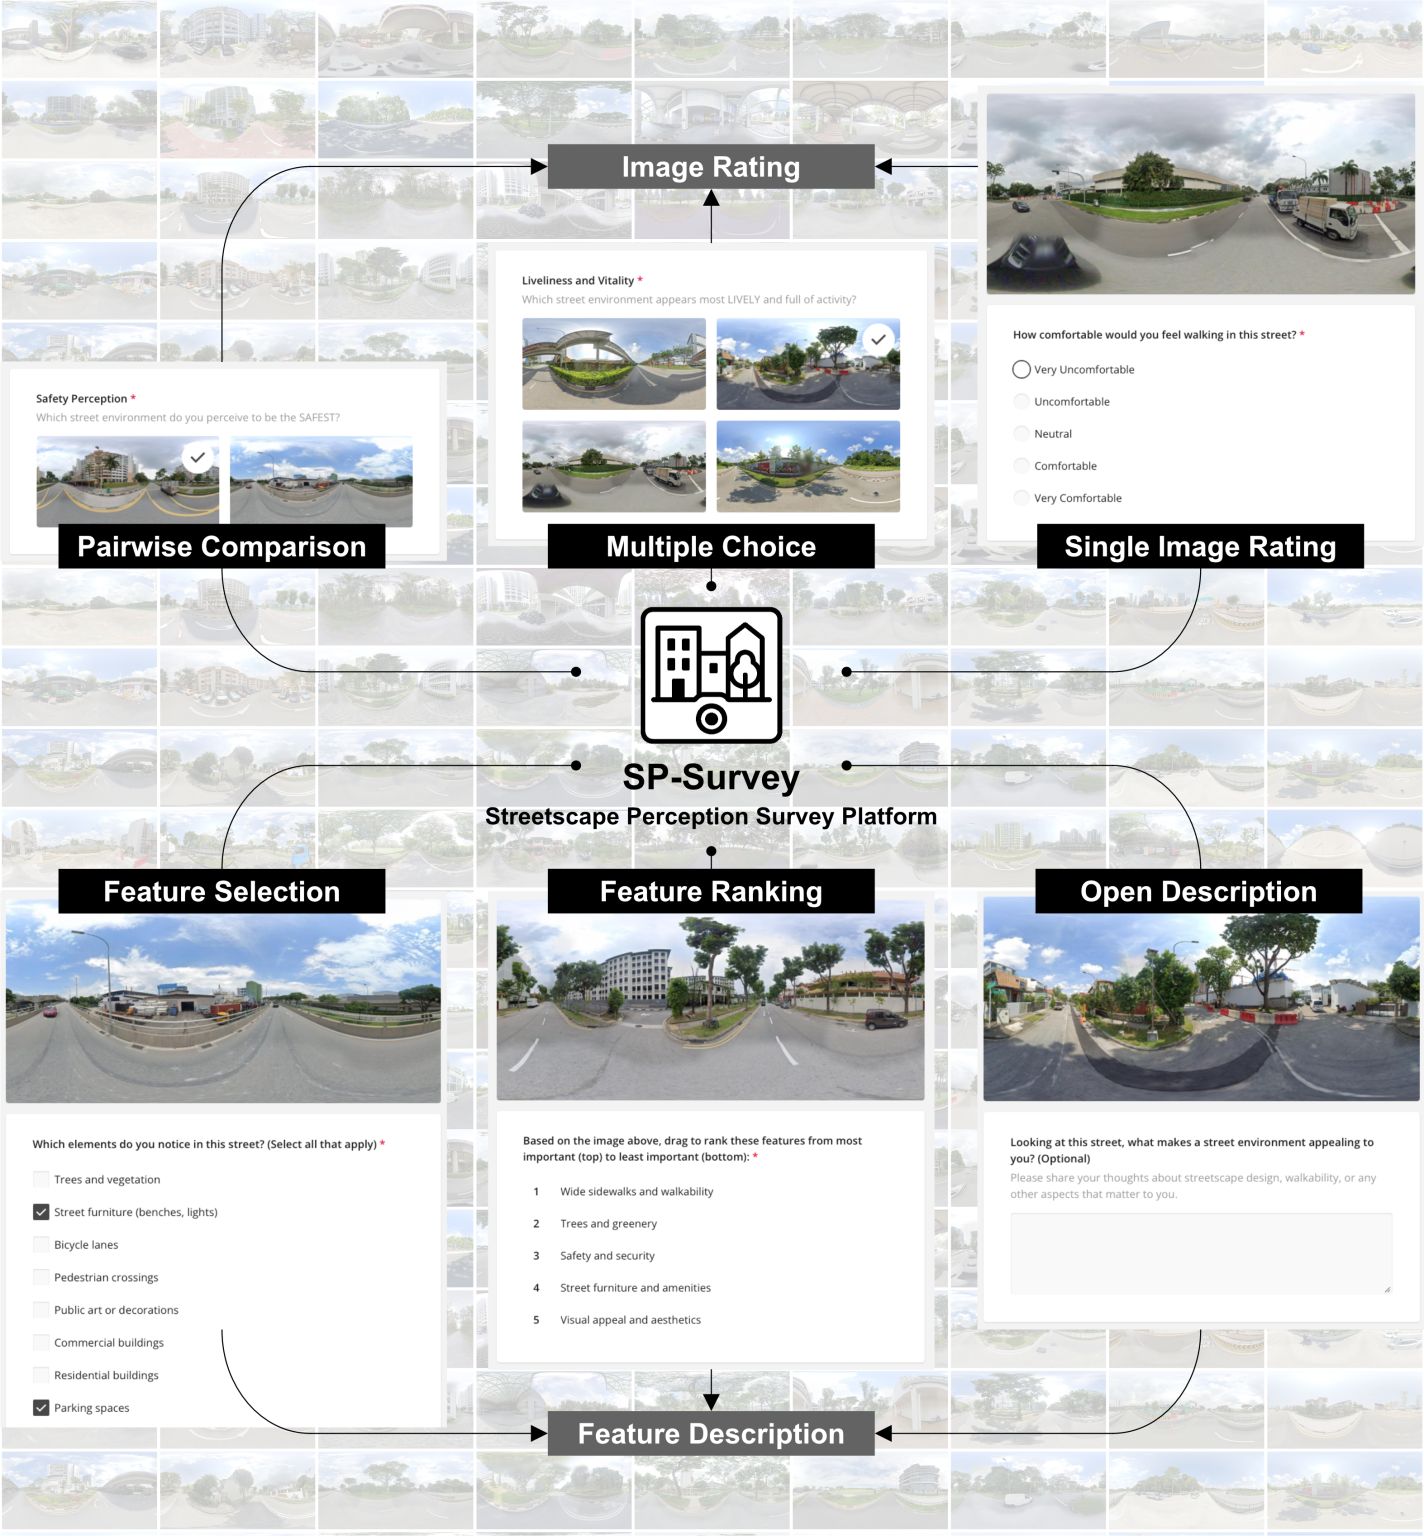 Image Rating
Safety Perception *
Which street environment do you perceive to be the SAFEST?
Pairwise Comparison
Liveliness and Vitality *
Which street environment appears most LIVELY and full of activity?
Multiple Choice
How comfortable would you feel walking in this street? *
Very Uncomfortable
Uncomfortable
Neutral
Comfortable
Very Comfortable
Single Image Rating
SP-Survey
Streetscape Perception Survey Platform
Feature Selection
Which elements do you notice in this street? (Select all that apply) *
Trees and vegetation
Street furniture (benches, lights)
Bicycle lanes
Pedestrian crossings
Public art or decorations
Commercial buildings
Residential buildings
Parking spaces
Feature Ranking
Based on the image above, drag to rank these features from most
important (top) to least important (bottom): *
1 Wide sidewalks and walkability
2 Trees and greenery
3 Safety and security
4 Street furniture and amenities
5 Visual appeal and aesthetics
Open Description
Looking at this street, what makes a street environment appealing to
you? (Optional)
Please share your thoughts about streetscape design, walkability, or any
other aspects that matter to you.
Feature Description